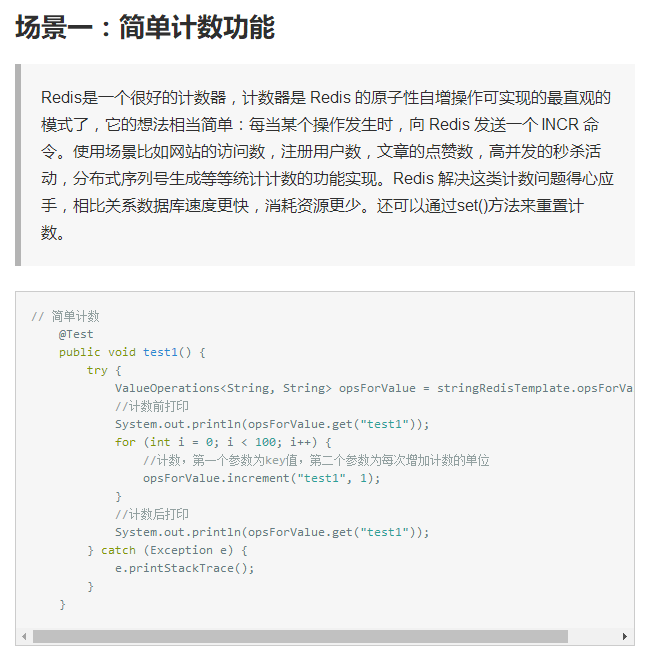 场景一：简单计数功能
Redis是一个很好的计数器，计数器是 Redis 的原子性自增操作可实现的最直观的
模式了，它的想法相当简单：每当某个操作发生时，向 Redis 发送一个 INCR 命
令。使用场景比如网站的访问数，注册用户数，文章的点赞数，高并发的秒杀活
动，分布式序列号生成等等统计计数的功能实现。Redis 解决这类计数问题得心应
手，相比关系数据库速度更快，消耗资源更少。还可以通过set()方法来重置计
数。
// 简单计数
    @Test
    public void test1() {
        try {
            ValueOperations<String, String> opsForValue = stringRedisTemplate.opsForVa
            //计数前打印
            System.out.println(opsForValue.get("test1"));
            for (int i = 0; i < 100; i++) {
                //计数，第一个参数为key值，第二个参数为每次增加计数的单位
                opsForValue.increment("test1", 1);
            }
            //计数后打印
            System.out.println(opsForValue.get("test1"));
        } catch (Exception e) {
            e.printStackTrace();
        }
    }